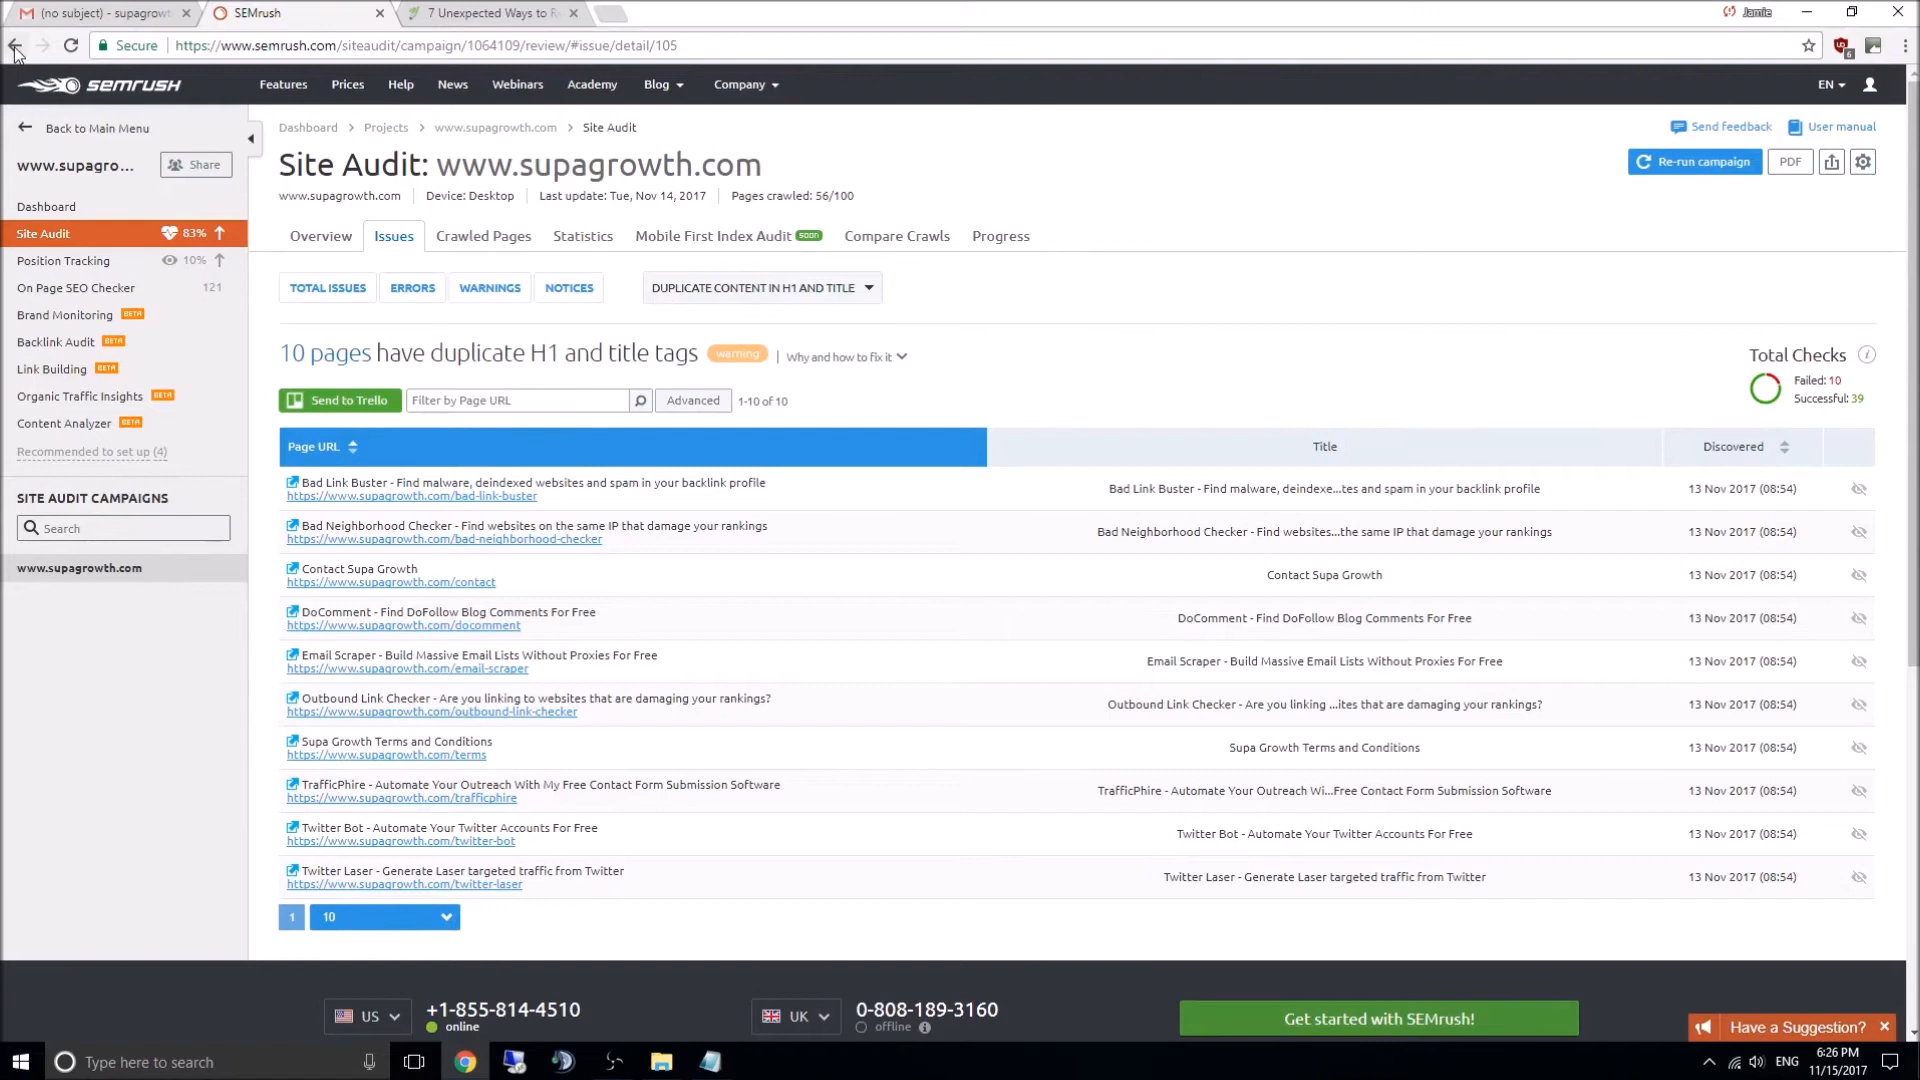 (no subject) - supagrowt
SEMrush
7 Unexpected Ways to R
Jamie
Secure
https://www.semrush.com/siteaudit/campaign/1064109/review/#issue/detail/105
6
SEMRUSH
Features
Prices
Help
News
Webinars
Academy
Blog
Company
EN
Back to Main Menu
www.supagro...
Share
Dashboard
Site Audit
83%
Position Tracking
10%
On Page SEO Checker
121
Brand Monitoring
BETA
Backlink Audit
BETA
Link Building
BETA
Organic Traffic Insights
BETA
Content Analyzer
BETA
Recommended to set up (4)
SITE AUDIT CAMPAIGNS
Search
www.supagrowth.com
Dashboard > Projects > www.supagrowth.com > Site Audit
Send feedback
User manual
Site Audit: www.supagrowth.com
Re-run campaign
PDF
www.supagrowth.com
Device: Desktop
Last update: Tue, Nov 14, 2017
Pages crawled: 56/100
Overview
Issues
Crawled Pages
Statistics
Mobile First Index Audit
SOON
Compare Crawls
Progress
TOTAL ISSUES
ERRORS
WARNINGS
NOTICES
DUPLICATE CONTENT IN H1 AND TITLE
10 pages have duplicate H1 and title tags
warning
Why and how to fix it
Total Checks
i
Failed: 10
Successful: 39
Send to Trello
Filter by Page URL
Advanced
1-10 of 10
Page URL
Title
Discovered
Bad Link Buster - Find malware, deindexed websites and spam in your backlink profile
https://www.supagrowth.com/bad-link-buster
Bad Link Buster - Find malware, deindexe...tes and spam in your backlink profile
13 Nov 2017 (08:54)
Bad Neighborhood Checker - Find websites on the same IP that damage your rankings
https://www.supagrowth.com/bad-neighborhood-checker
Bad Neighborhood Checker - Find websites...the same IP that damage your rankings
13 Nov 2017 (08:54)
Contact Supa Growth
https://www.supagrowth.com/contact
Contact Supa Growth
13 Nov 2017 (08:54)
DoComment - Find DoFollow Blog Comments For Free
https://www.supagrowth.com/docomment
DoComment - Find DoFollow Blog Comments For Free
13 Nov 2017 (08:54)
Email Scraper - Build Massive Email Lists Without Proxies For Free
https://www.supagrowth.com/email-scraper
Email Scraper - Build Massive Email Lists Without Proxies For Free
13 Nov 2017 (08:54)
Outbound Link Checker - Are you linking to websites that are damaging your rankings?
https://www.supagrowth.com/outbound-link-checker
Outbound Link Checker - Are you linking ...ites that are damaging your rankings?
13 Nov 2017 (08:54)
Supa Growth Terms and Conditions
https://www.supagrowth.com/terms
Supa Growth Terms and Conditions
13 Nov 2017 (08:54)
TrafficPhire - Automate Your Outreach With My Free Contact Form Submission Software
https://www.supagrowth.com/trafficphire
TrafficPhire - Automate Your Outreach Wi...Free Contact Form Submission Software
13 Nov 2017 (08:54)
Twitter Bot - Automate Your Twitter Accounts For Free
https://www.supagrowth.com/twitter-bot
Twitter Bot - Automate Your Twitter Accounts For Free
13 Nov 2017 (08:54)
Twitter Laser - Generate Laser targeted traffic from Twitter
https://www.supagrowth.com/twitter-laser
Twitter Laser - Generate Laser targeted traffic from Twitter
13 Nov 2017 (08:54)
1
10
US
+1-855-814-4510
online
UK
0-808-189-3160
offline
Get started with SEMrush!
Have a Suggestion?
Type here to search
ENG
6:26 PM
11/15/2017